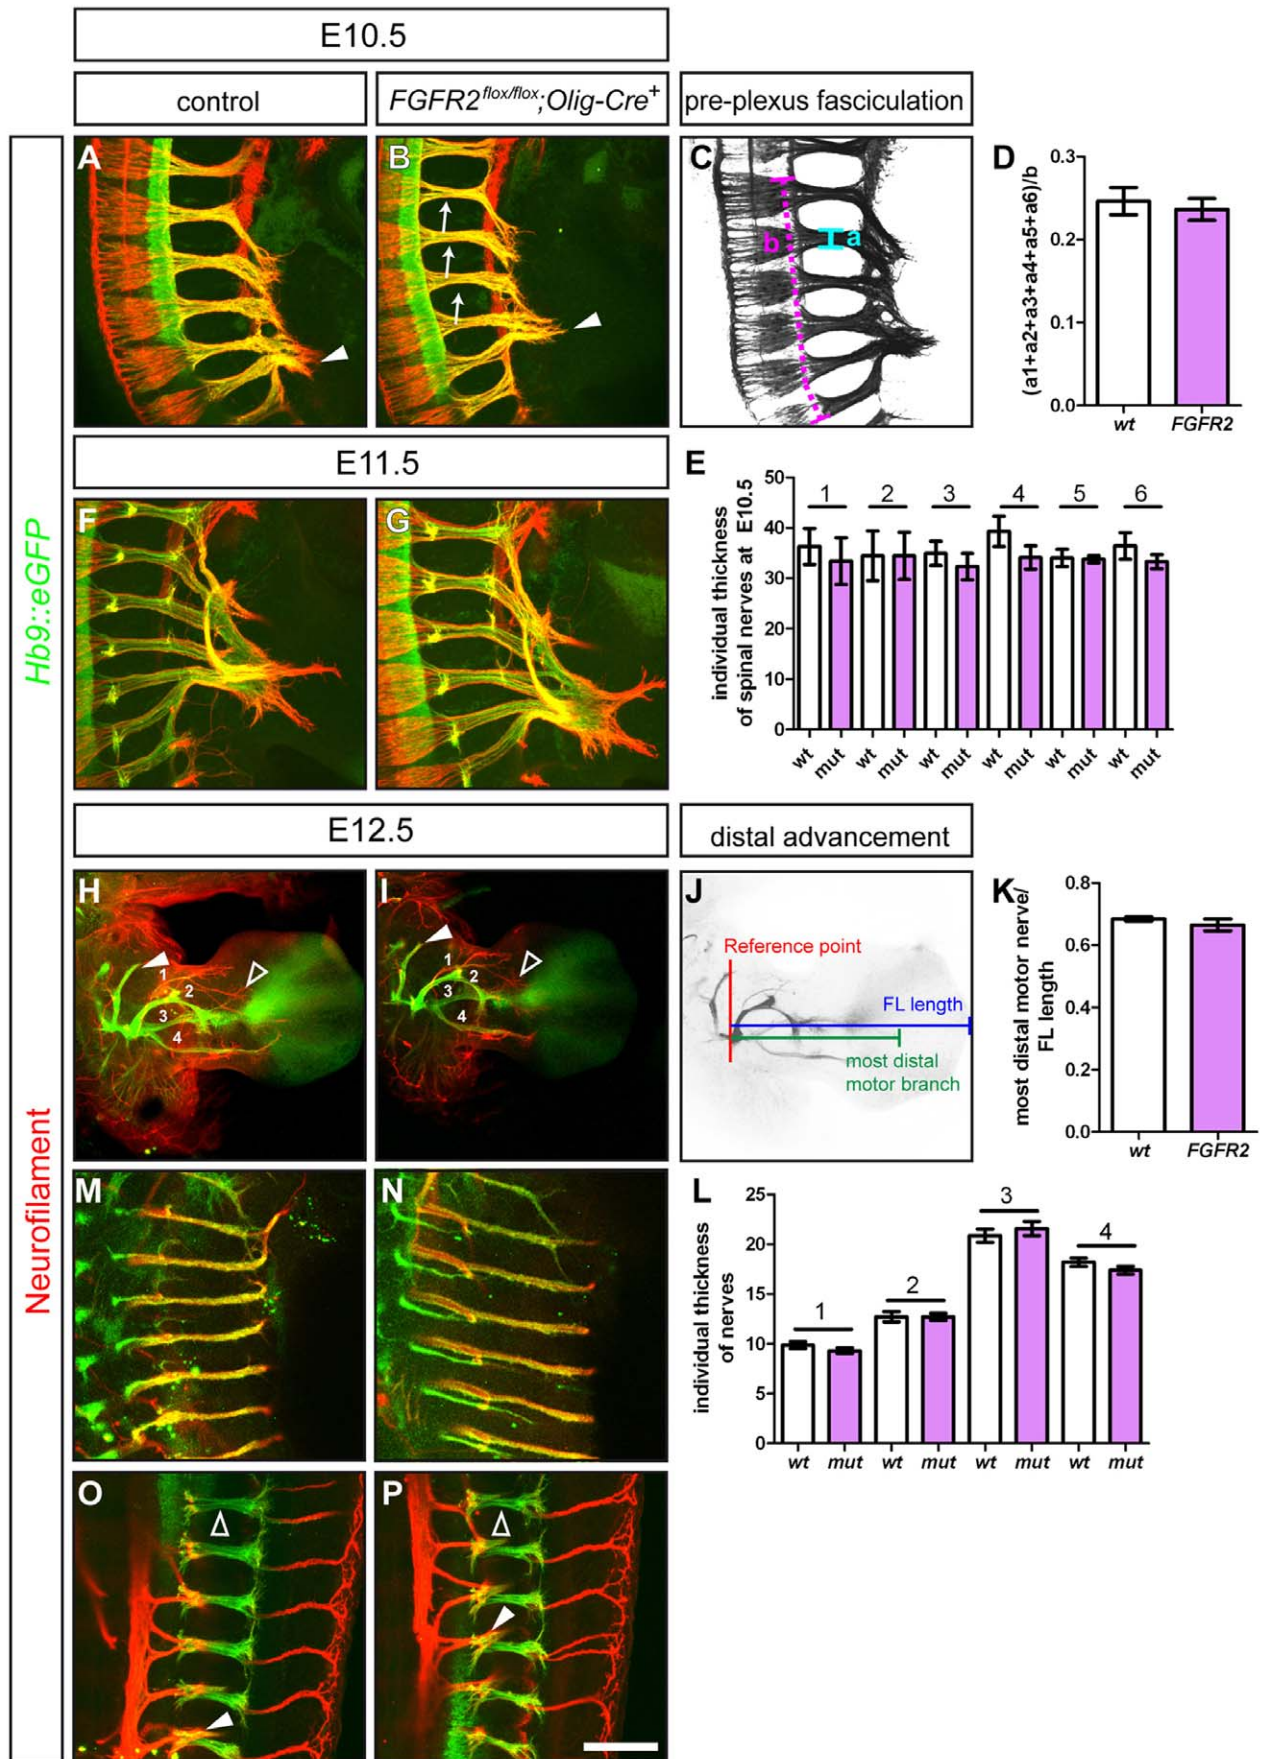 E10.5
control
FGFR2flox/flox;Olig-Cre+
pre-plexus fasciculation
Hb9::eGFP
Neurofilament
A
B
C
b
a
D
(a1+a2+a3+a4+a5+a6)/b
0.3
0.2
0.1
0.0
wt
FGFR2
E11.5
F
G
E
individual thickness
of spinal nerves at E10.5
50
40
30
20
10
0
1
2
3
4
5
6
wt
mut
wt
mut
wt
mut
wt
mut
wt
mut
wt
mut
E12.5
distal advancement
H
1
2
3
4
I
1
2
3
4
J
Reference point
FL length
most distal
motor branch
K
most distal motor nerve/
FL length
0.8
0.6
0.4
0.2
0.0
wt
FGFR2
M
N
L
individual thickness
of nerves
25
20
15
10
5
0
1
2
3
4
wt
mut
wt
mut
wt
mut
wt
mut
O
P